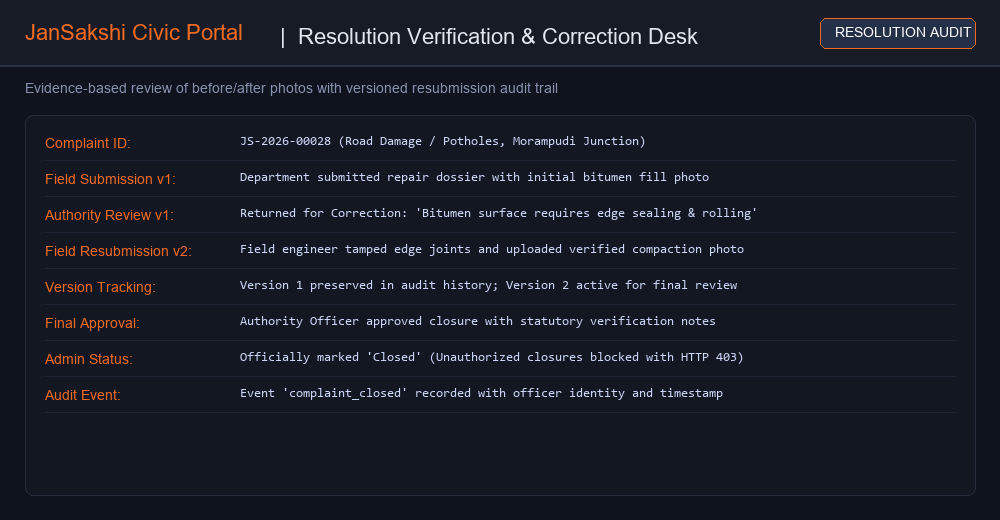 JanSakshi Civic Portal | Resolution Verification & Correction Desk RESOLUTION AUDIT
Evidence-based review of before/after photos with versioned resubmission audit trail
Complaint ID: JS-2026-00028 (Road Damage / Potholes, Morampudi Junction)
Field Submission v1: Department submitted repair dossier with initial bitumen fill photo
Authority Review v1: Returned for Correction: 'Bitumen surface requires edge sealing & rolling'
Field Resubmission v2: Field engineer tamped edge joints and uploaded verified compaction photo
Version Tracking: Version 1 preserved in audit history; Version 2 active for final review
Final Approval: Authority Officer approved closure with statutory verification notes
Admin Status: Officially marked 'Closed' (Unauthorized closures blocked with HTTP 403)
Audit Event: Event 'complaint_closed' recorded with officer identity and timestamp